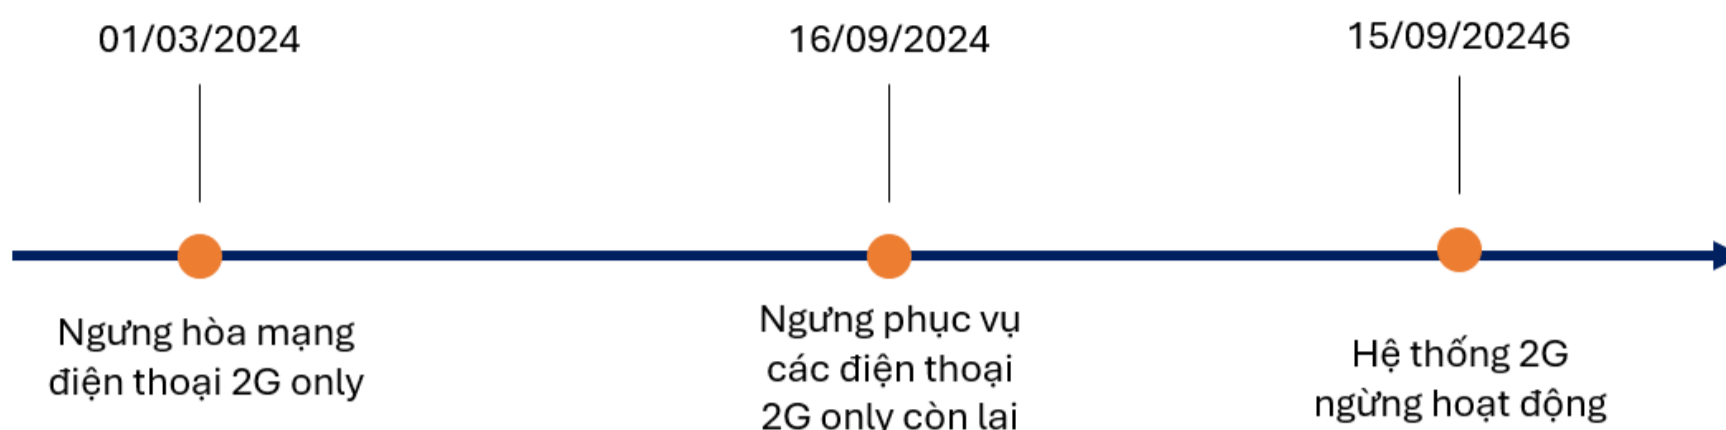 01/03/2024
16/09/2024
15/09/20246
Ngưng hòa mạng
điện thoại 2G only
Ngưng phục vụ
các điện thoại
2G only còn lại
Hệ thống 2G
ngừng hoạt động